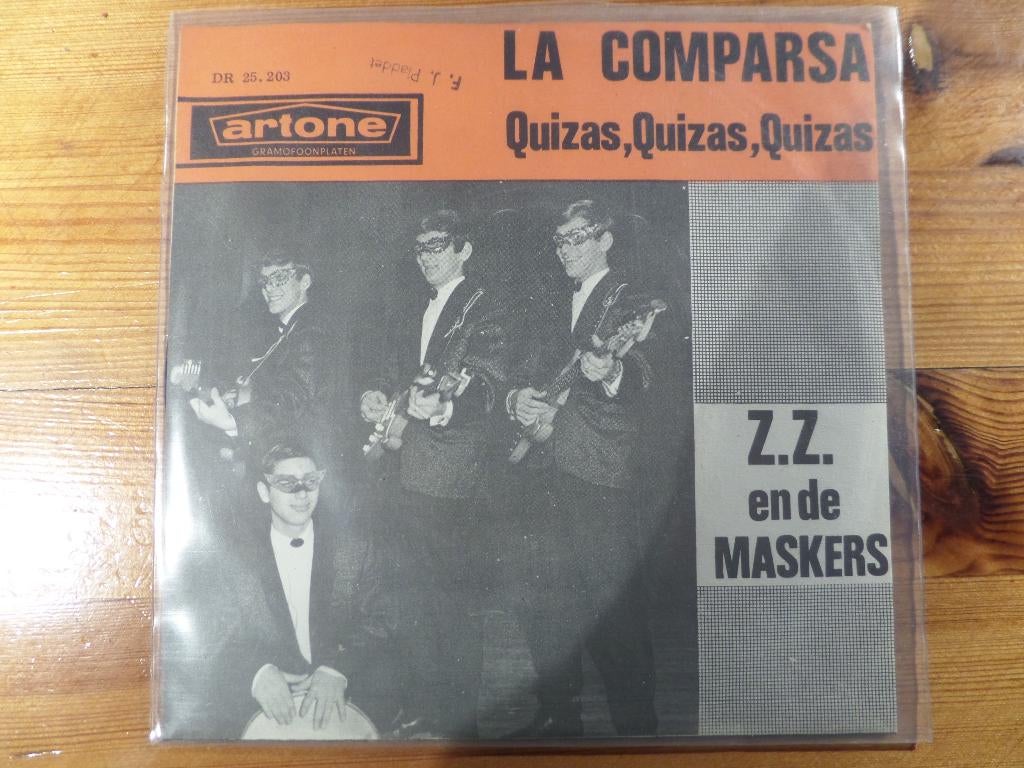 LA COMPARSA
DR 25.203
F. J. Pladdet
artone
GRAMOFOONPLATEN
Quizas,Quizas,Quizas
Z.Z.
en de
MASKERS